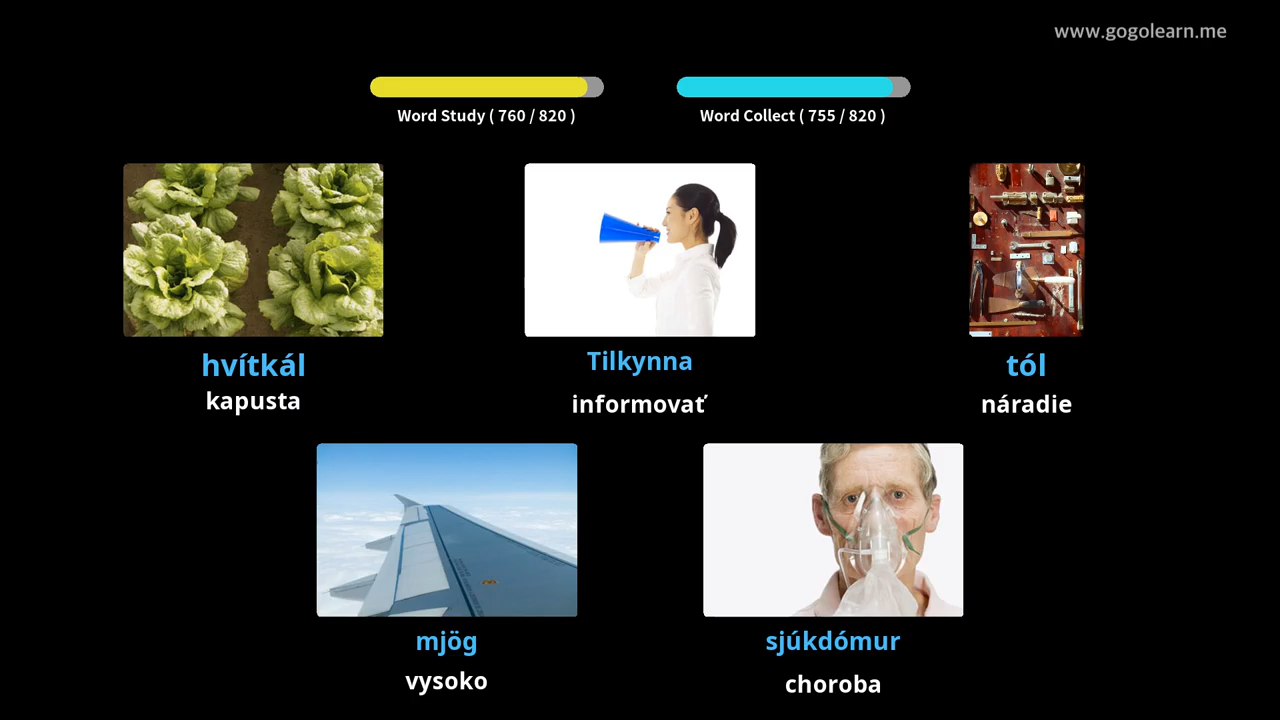 www.gogolearn.me
Word Study ( 760 / 820 )
Word Collect ( 755 / 820 )
hvítkál
kapusta
Tilkynna
informovať
tól
náradie
mjög
vysoko
sjúkdómur
choroba